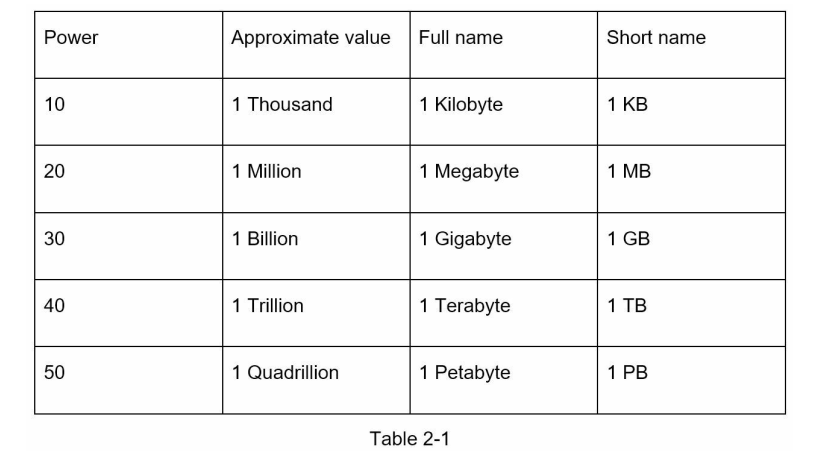 Power Approximate value Full name Short name
10 1 Thousand 1 Kilobyte 1 KB
20 1 Million 1 Megabyte 1 MB
30 1 Billion 1 Gigabyte 1 GB
40 1 Trillion 1 Terabyte 1 TB
50 1 Quadrillion 1 Petabyte 1 PB
Table 2-1